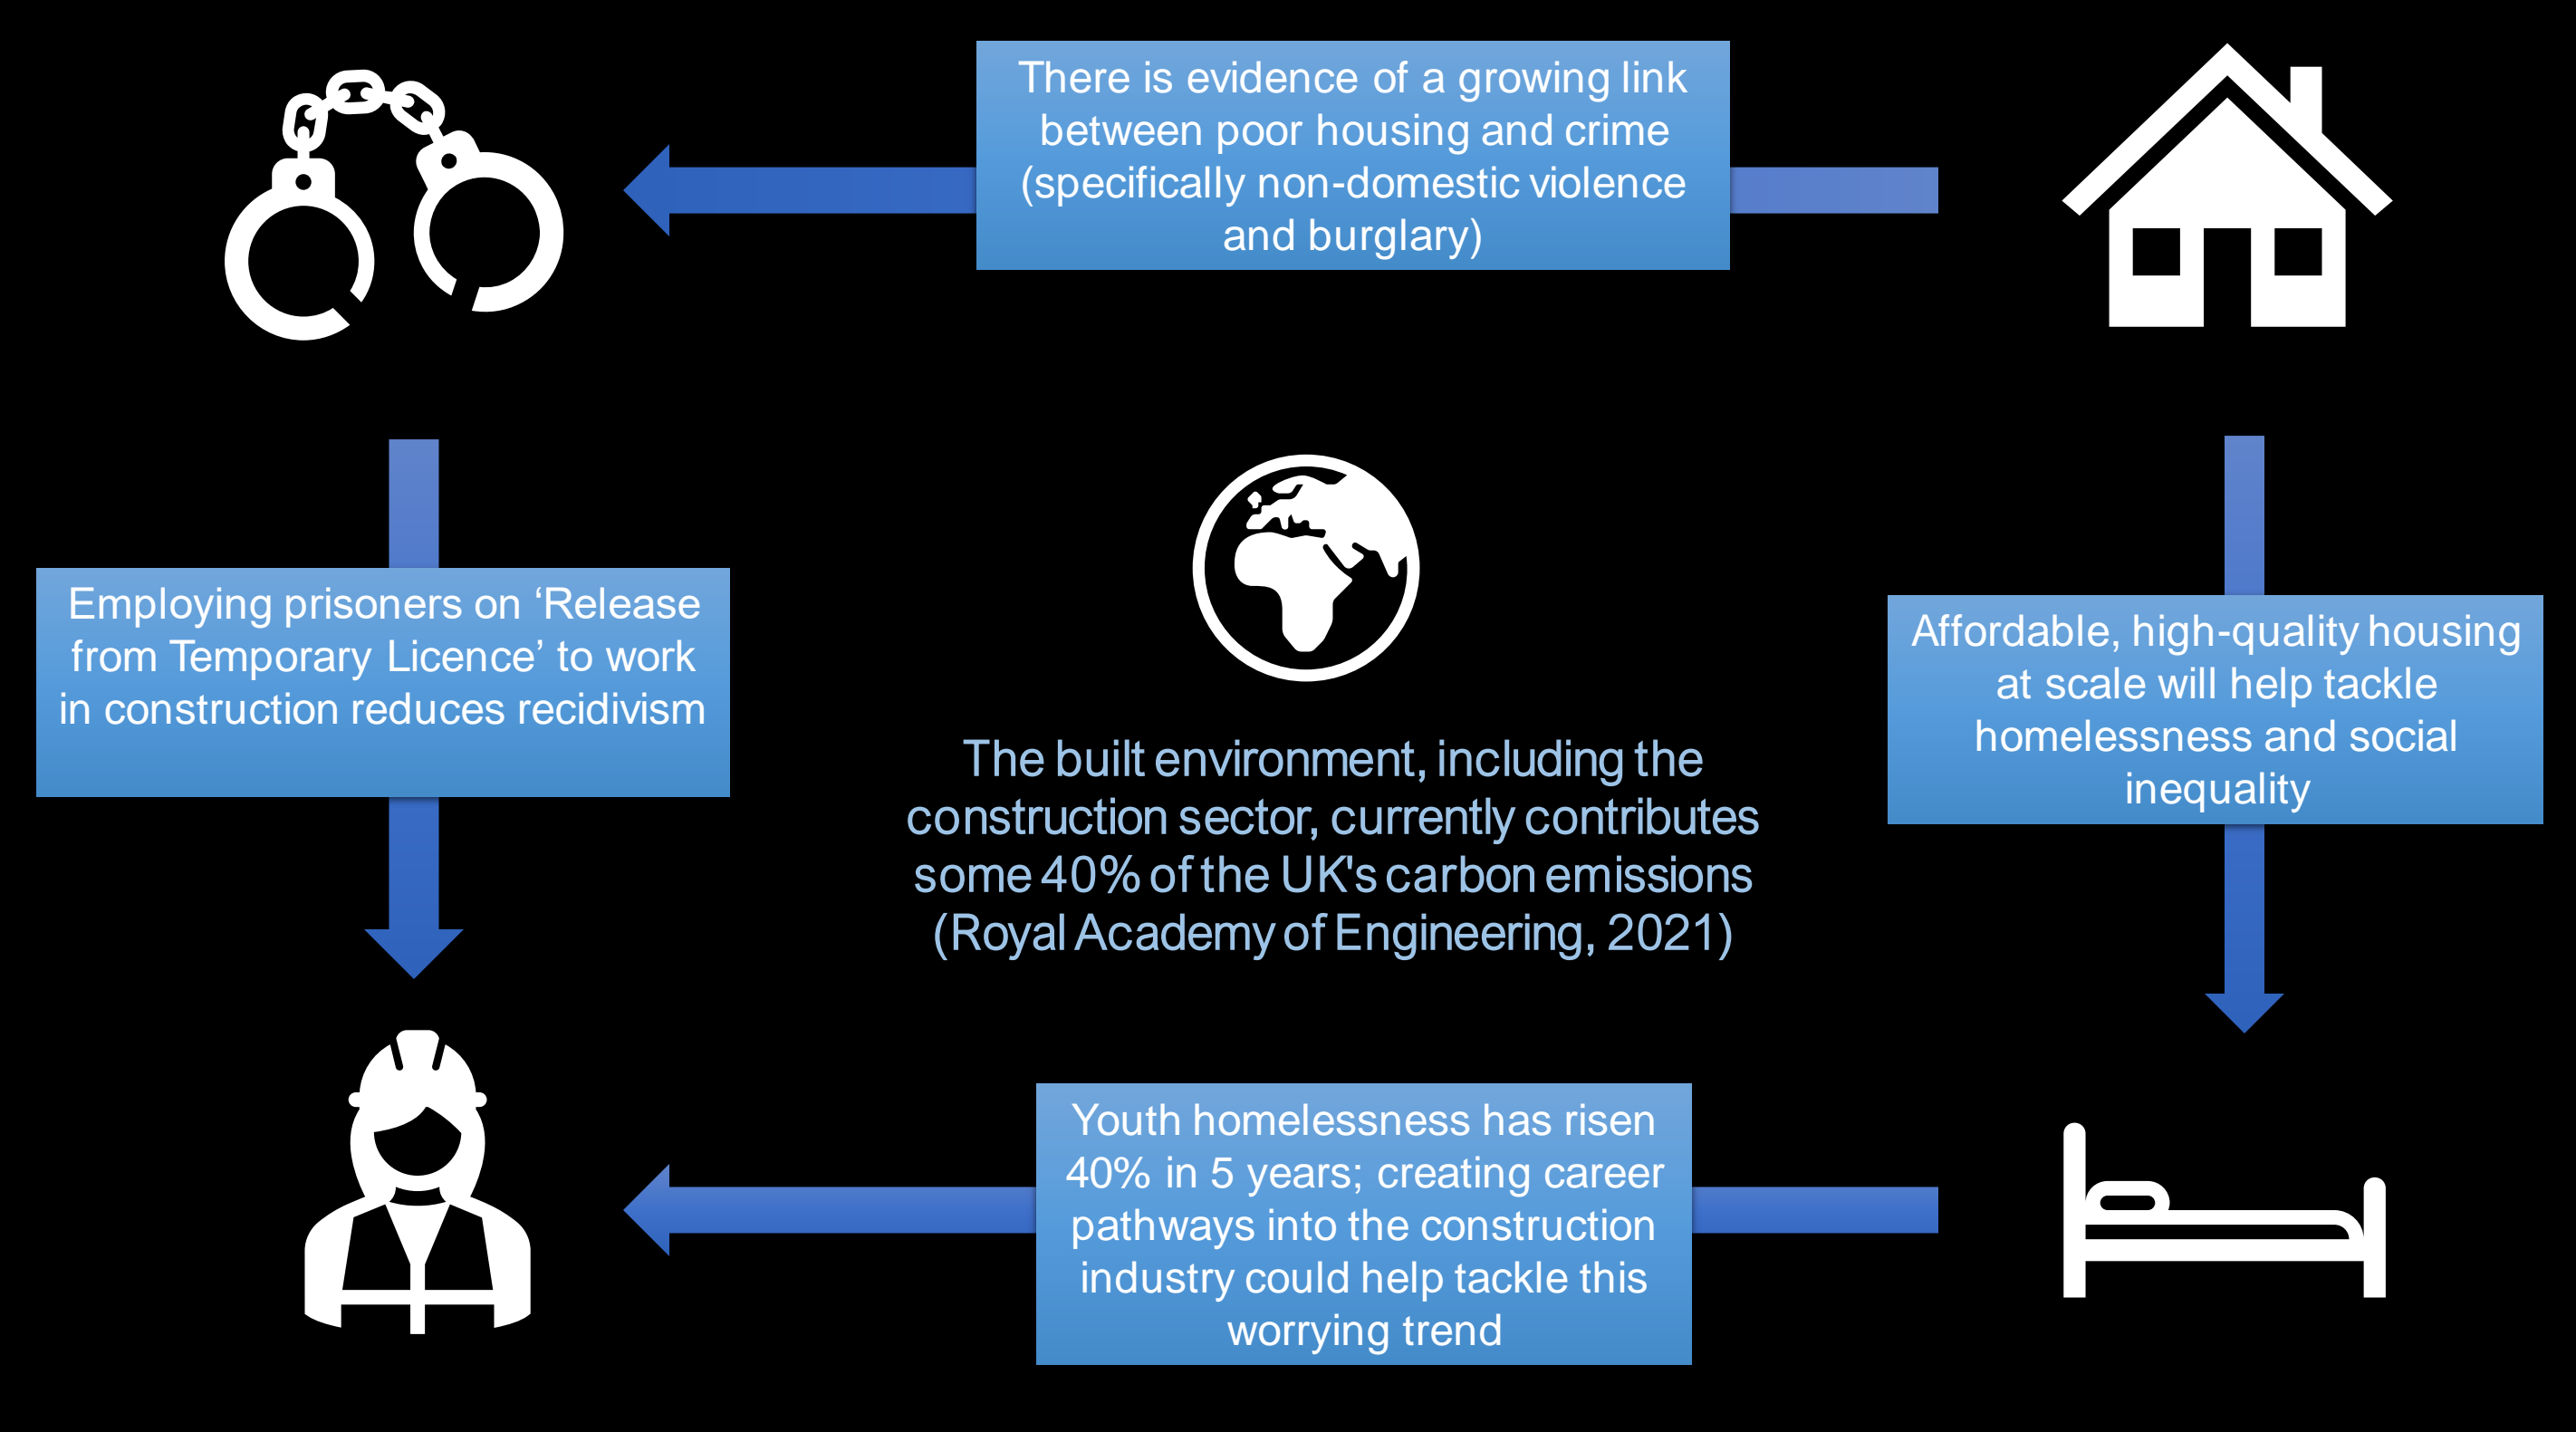 There is evidence of a growing link
between poor housing and crime
(specifically non-domestic violence
and burglary)
Employing prisoners on ‘Release
from Temporary Licence’ to work
in construction reduces recidivism
Affordable, high-quality housing
at scale will help tackle
homelessness and social
inequality
The built environment, including the
construction sector, currently contributes
some 40% of the UK's carbon emissions
(Royal Academy of Engineering, 2021)
Youth homelessness has risen
40% in 5 years; creating career
pathways into the construction
industry could help tackle this
worrying trend